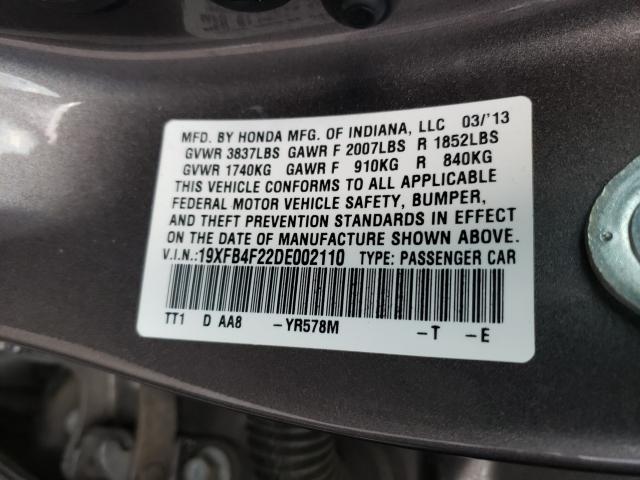 MFD. BY HONDA MFG. OF INDIANA, LLC 03/'13
GVWR 3837LBS GAWR F 2007LBS R 1852LBS
GVWR 1740KG GAWR F 910KG R 840KG
THIS VEHICLE CONFORMS TO ALL APPLICABLE
FEDERAL MOTOR VEHICLE SAFETY, BUMPER,
AND THEFT PREVENTION STANDARDS IN EFFECT
ON THE DATE OF MANUFACTURE SHOWN ABOVE.
V.I.N.:19XFB4F22DE002110 TYPE: PASSENGER CAR
TT1 D AA8 -YR578M -T -E